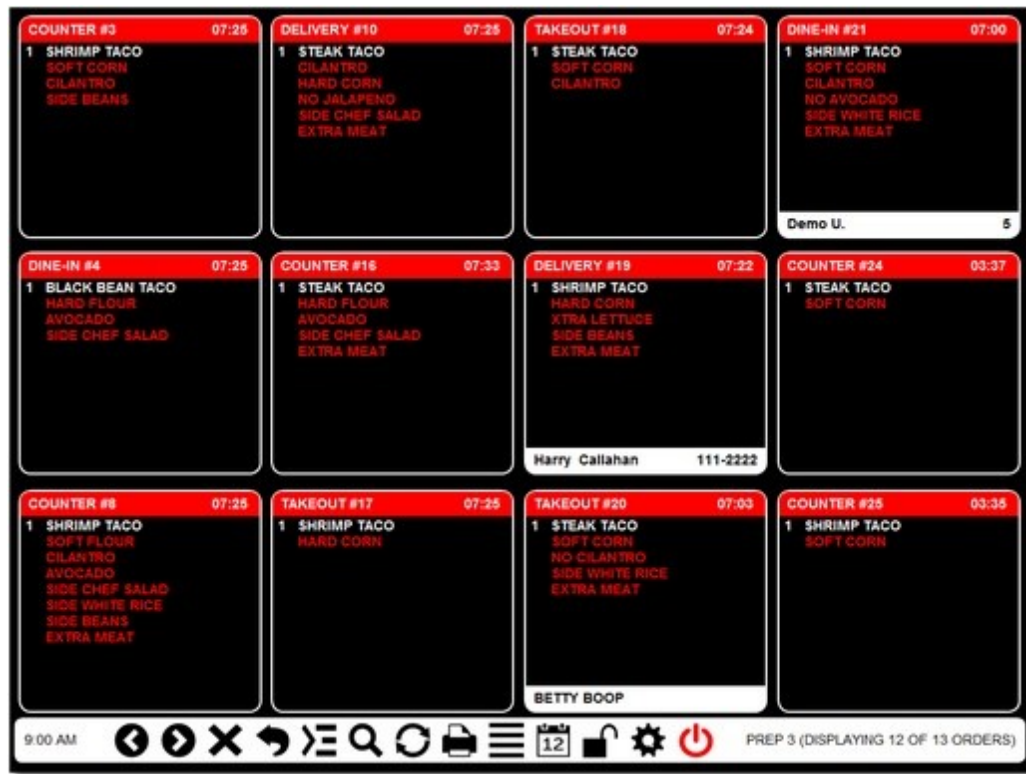 COUNTER #3 07:25
1 SHRIMP TACO
SOFT CORN
CILANTRO
SIDE BEANS
DELIVERY #10 07:25
1 STEAK TACO
CILANTRO
HARD CORN
NO JALAPENO
SIDE CHEF SALAD
EXTRA MEAT
TAKEOUT #18 07:24
1 STEAK TACO
SOFT CORN
CILANTRO
DINE-IN #21 07:00
1 SHRIMP TACO
SOFT CORN
CILANTRO
NO AVOCADO
SIDE WHITE RICE
EXTRA MEAT
Demo U. 5
DINE-IN #4 07:25
1 BLACK BEAN TACO
HARD FLOUR
AVOCADO
SIDE CHEF SALAD
COUNTER #16 07:33
1 STEAK TACO
HARD FLOUR
AVOCADO
SIDE CHEF SALAD
EXTRA MEAT
DELIVERY #19 07:22
1 SHRIMP TACO
HARD CORN
XTRA LETTUCE
SIDE BEANS
EXTRA MEAT
Harry Callahan 111-2222
COUNTER #24 03:37
1 STEAK TACO
SOFT CORN
COUNTER #8 07:25
1 SHRIMP TACO
SOFT FLOUR
CILANTRO
AVOCADO
SIDE CHEF SALAD
SIDE WHITE RICE
SIDE BEANS
EXTRA MEAT
TAKEOUT #17 07:25
1 SHRIMP TACO
HARD CORN
TAKEOUT #20 07:03
1 STEAK TACO
SOFT CORN
NO CILANTRO
SIDE WHITE RICE
EXTRA MEAT
BETTY BOOP
COUNTER #25 03:35
1 SHRIMP TACO
SOFT CORN
9:00 AM 12 PREP 3 (DISPLAYING 12 OF 13 ORDERS)